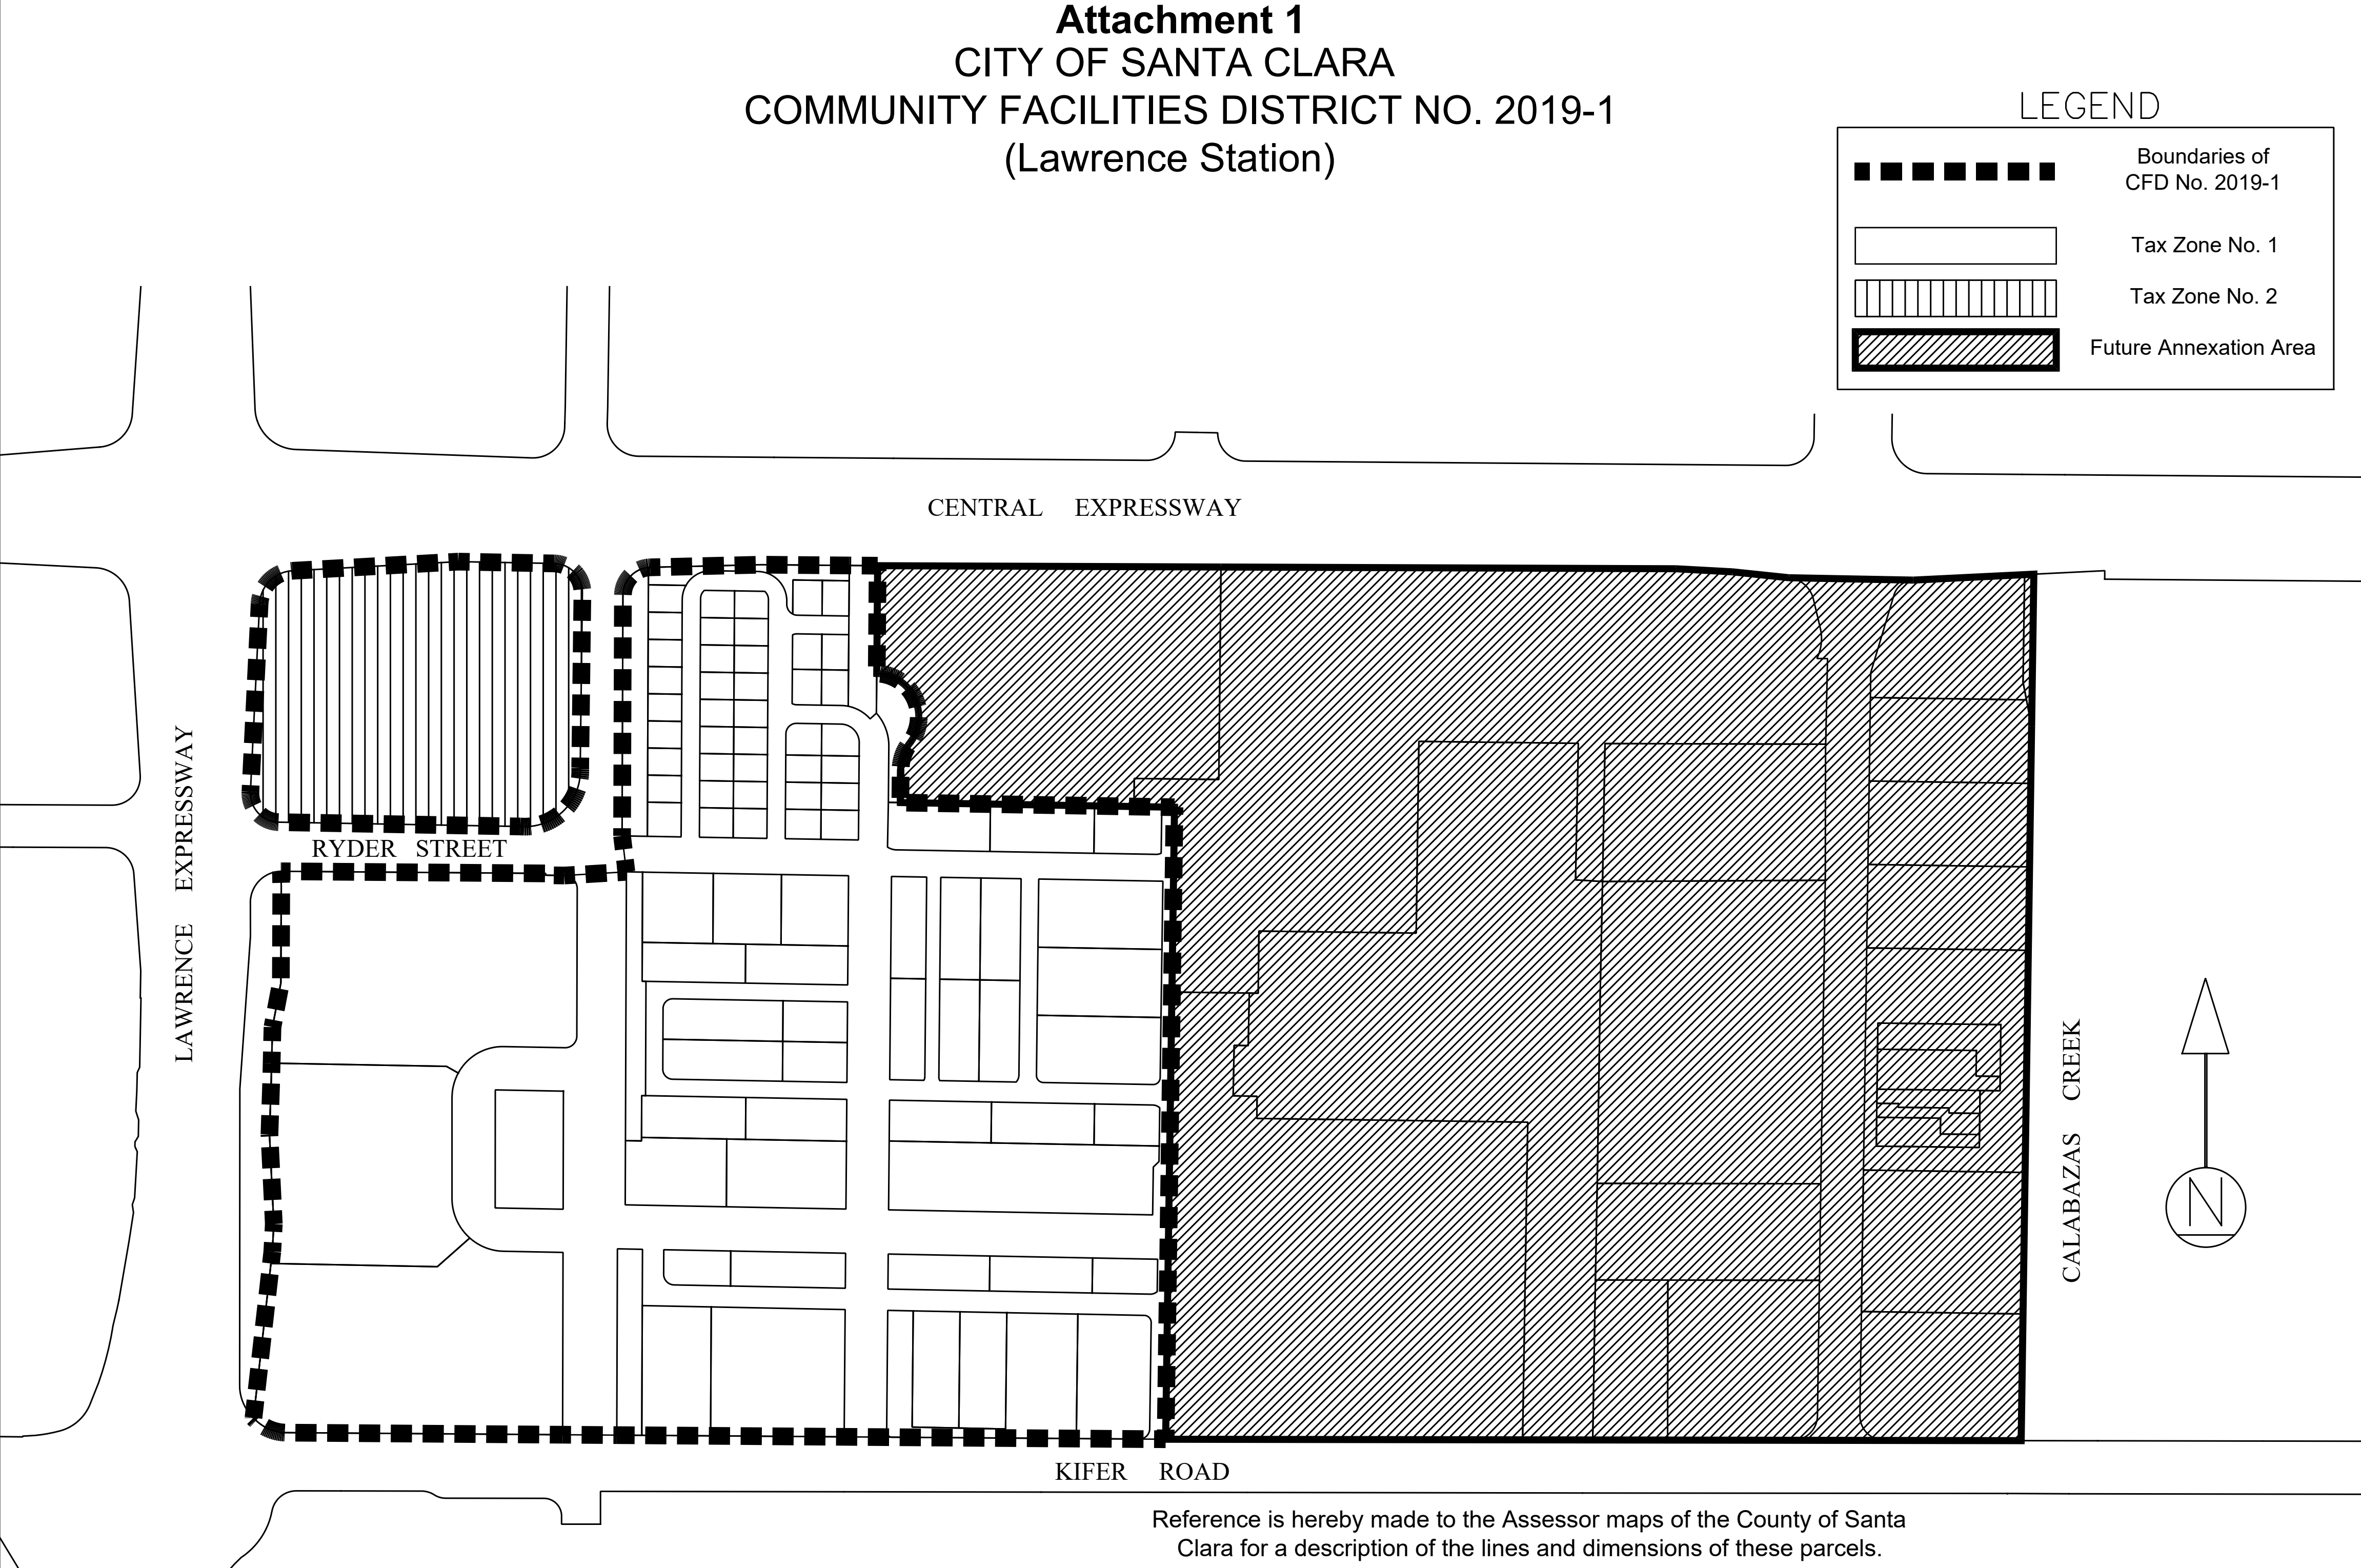 Attachment 1
CITY OF SANTA CLARA
COMMUNITY FACILITIES DISTRICT NO. 2019-1
(Lawrence Station)
LEGEND
Boundaries of
CFD No. 2019-1
Tax Zone No. 1
Tax Zone No. 2
Future Annexation Area
CENTRAL EXPRESSWAY
LAWRENCE EXPRESSWAY
RYDER STREET
CALABAZAS CREEK
N
KIFER ROAD
Reference is hereby made to the Assessor maps of the County of Santa
Clara for a description of the lines and dimensions of these parcels.